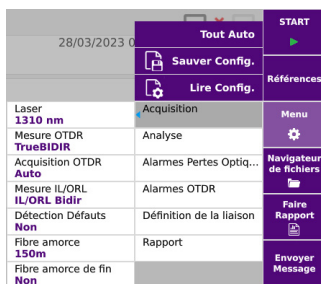 28/03/2023 0
Tout Auto
Sauver Config.
Lire Config.
START
Références
Menu
Navigateur
de fichiers
Faire
Rapport
Envoyer
Message
Laser
1310 nm
Mesure OTDR
TrueBIDIR
Acquisition OTDR
Auto
Mesure IL/ORL
IL/ORL Bidir
Détection Défauts
Non
Fibre amorce
150m
Fibre amorce de fin
Non
Acquisition
Analyse
Alarmes Pertes Optiq...
Alarmes OTDR
Définition de la liaison
Rapport